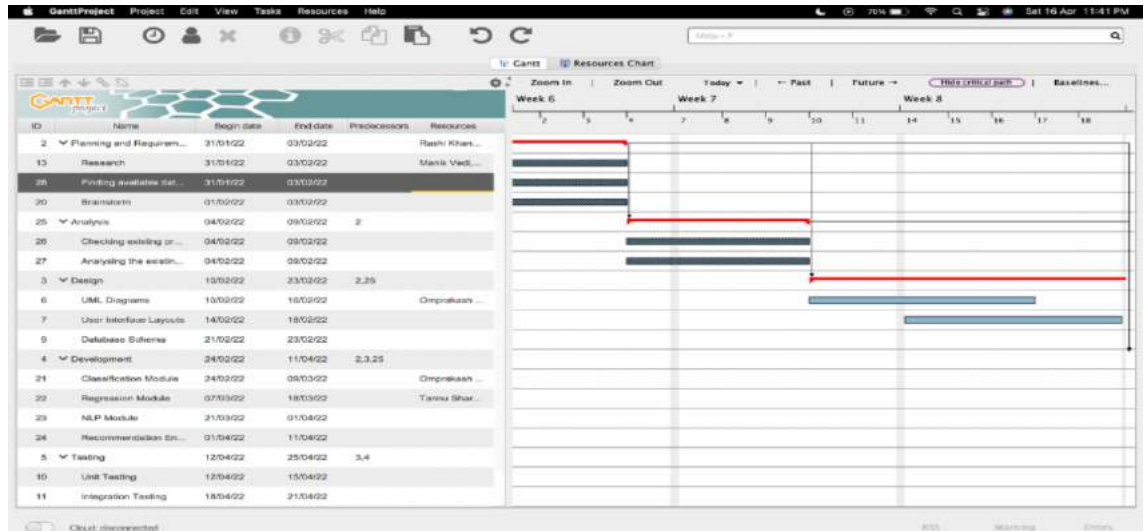 GanttProject Project Edit View Tasks Resources Help 70% Sat 16 Apr 11:41 PM
Gantt Resources Chart
Zoom In | Zoom Out Today | ← Past | Future → Hide critical path | Baselines...
GANTT project
Week 6 Week 7 Week 8
2 3 4 7 8 9 10 11 14 15 16 17 18
ID Name Begin date End date Predecessors Resources
2 Planning and Requirem... 31/01/22 03/02/22 Rashi Khan...
13 Research 31/01/22 03/02/22 Manik Vedi,...
Finding available dat... 31/01/22 03/02/22
20 Brainstorm 01/02/22 03/02/22
25 Analysis 04/02/22 09/02/22 2
26 Checking existing pr... 04/02/22 09/02/22
27 Analysing the existin... 04/02/22 09/02/22
3 Design 10/02/22 23/02/22 2,25
6 UML Diagrams 10/02/22 16/02/22 Omprakash ...
7 User Interface Layouts 14/02/22 18/02/22
9 Database Schema 21/02/22 23/02/22
4 Development 24/02/22 11/04/22 2,3,25
21 Classification Module 24/02/22 09/03/22 Omprakash ...
22 Regression Module 07/03/22 18/03/22 Tannu Shar...
23 NLP Module 21/03/22 01/04/22
24 Recommendation En... 01/04/22 11/04/22
5 Testing 12/04/22 25/04/22 3,4
10 Unit Testing 12/04/22 15/04/22
11 Integration Testing 18/04/22 21/04/22
Cloud: disconnected RSS Warning Errors